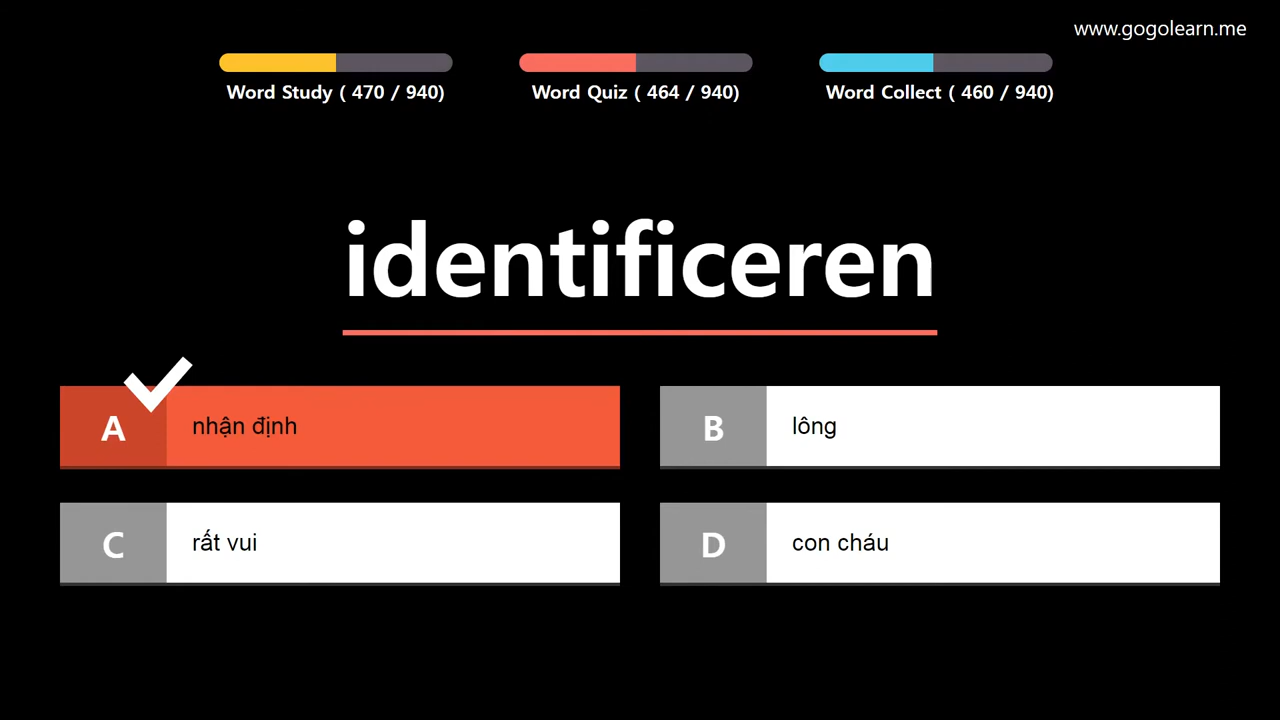 www.gogolearn.me
Word Study ( 470 / 940)
Word Quiz ( 464 / 940)
Word Collect ( 460 / 940)
identificeren
A nhận định
B lông
C rất vui
D con cháu